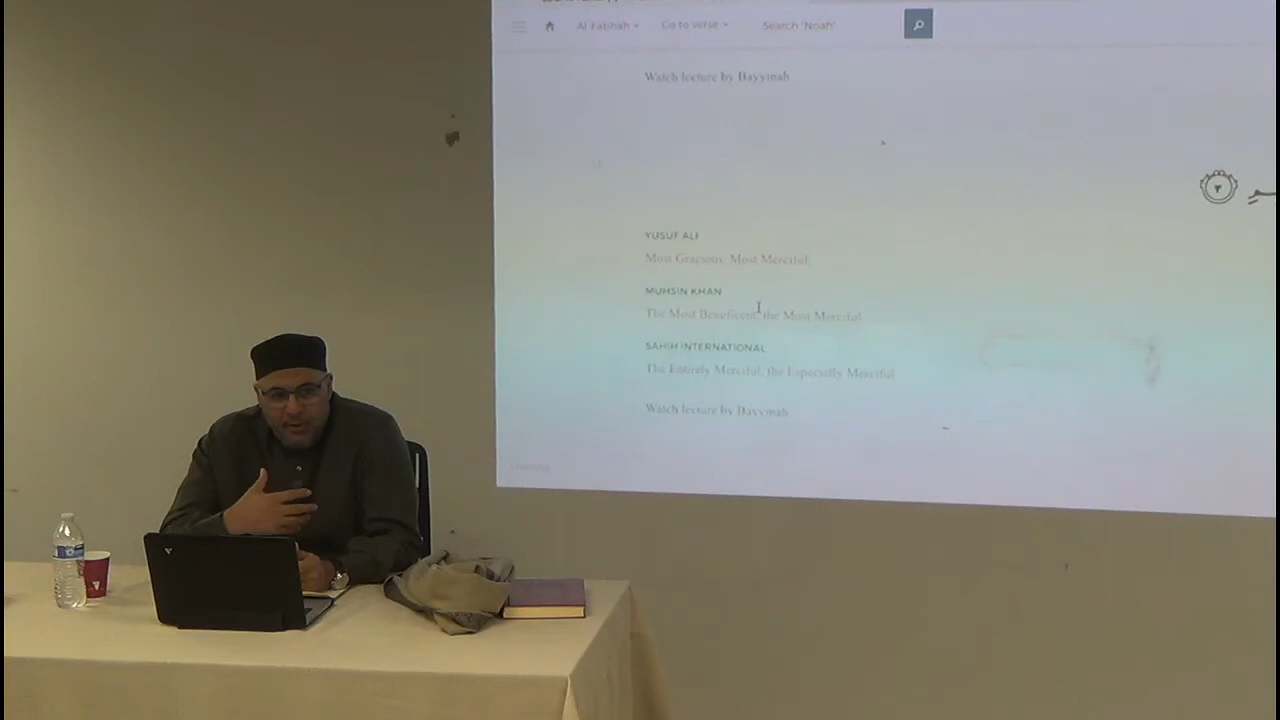 Al Fatihah Go to verse Search 'Noah'
Watch lecture by Bayyinah
٣
YUSUF ALI
Most Gracious, Most Merciful;
MUHSIN KHAN
The Most Beneficent, the Most Merciful
SAHIH INTERNATIONAL
The Entirely Merciful, the Especially Merciful
Watch lecture by Bayyinah